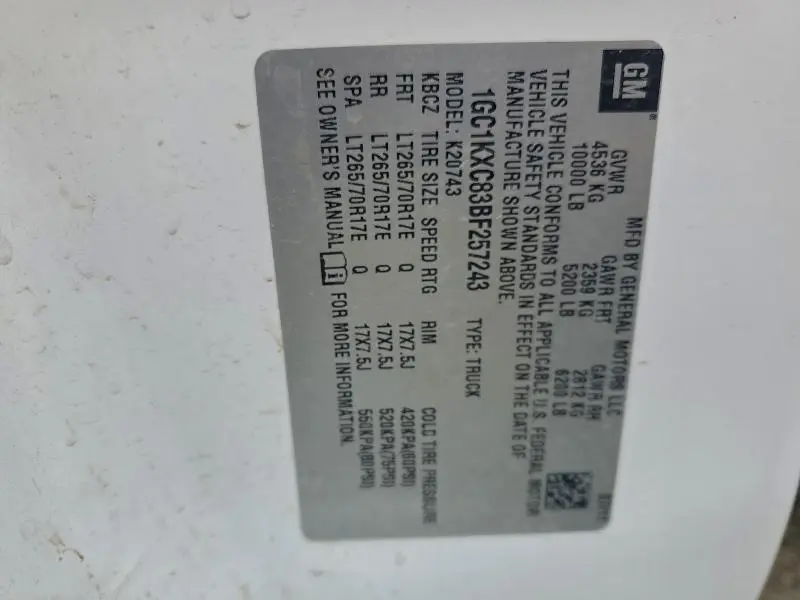 GM®
MFD BY GENERAL MOTORS LLC
GVWR GAWR FRT GAWR RR
4536 KG 2359 KG 2812 KG
10000 LB 5200 LB 6200 LB
THIS VEHICLE CONFORMS TO ALL APPLICABLE U.S. FEDERAL MOTOR
VEHICLE SAFETY STANDARDS IN EFFECT ON THE DATE OF
MANUFACTURE SHOWN ABOVE.
1GC1KXC83BF257243 TYPE: TRUCK
MODEL: K20743
KBCZ TIRE SIZE SPEED RTG RIM COLD TIRE PRESSURE
FRT LT265/70R17E Q 17X7.5J 420KPA(60PSI)
RR LT265/70R17E Q 17X7.5J 520KPA(75PSI)
SPA LT265/70R17E Q 17X7.5J 550KPA(80PSI)
SEE OWNER'S MANUAL FOR MORE INFORMATION.